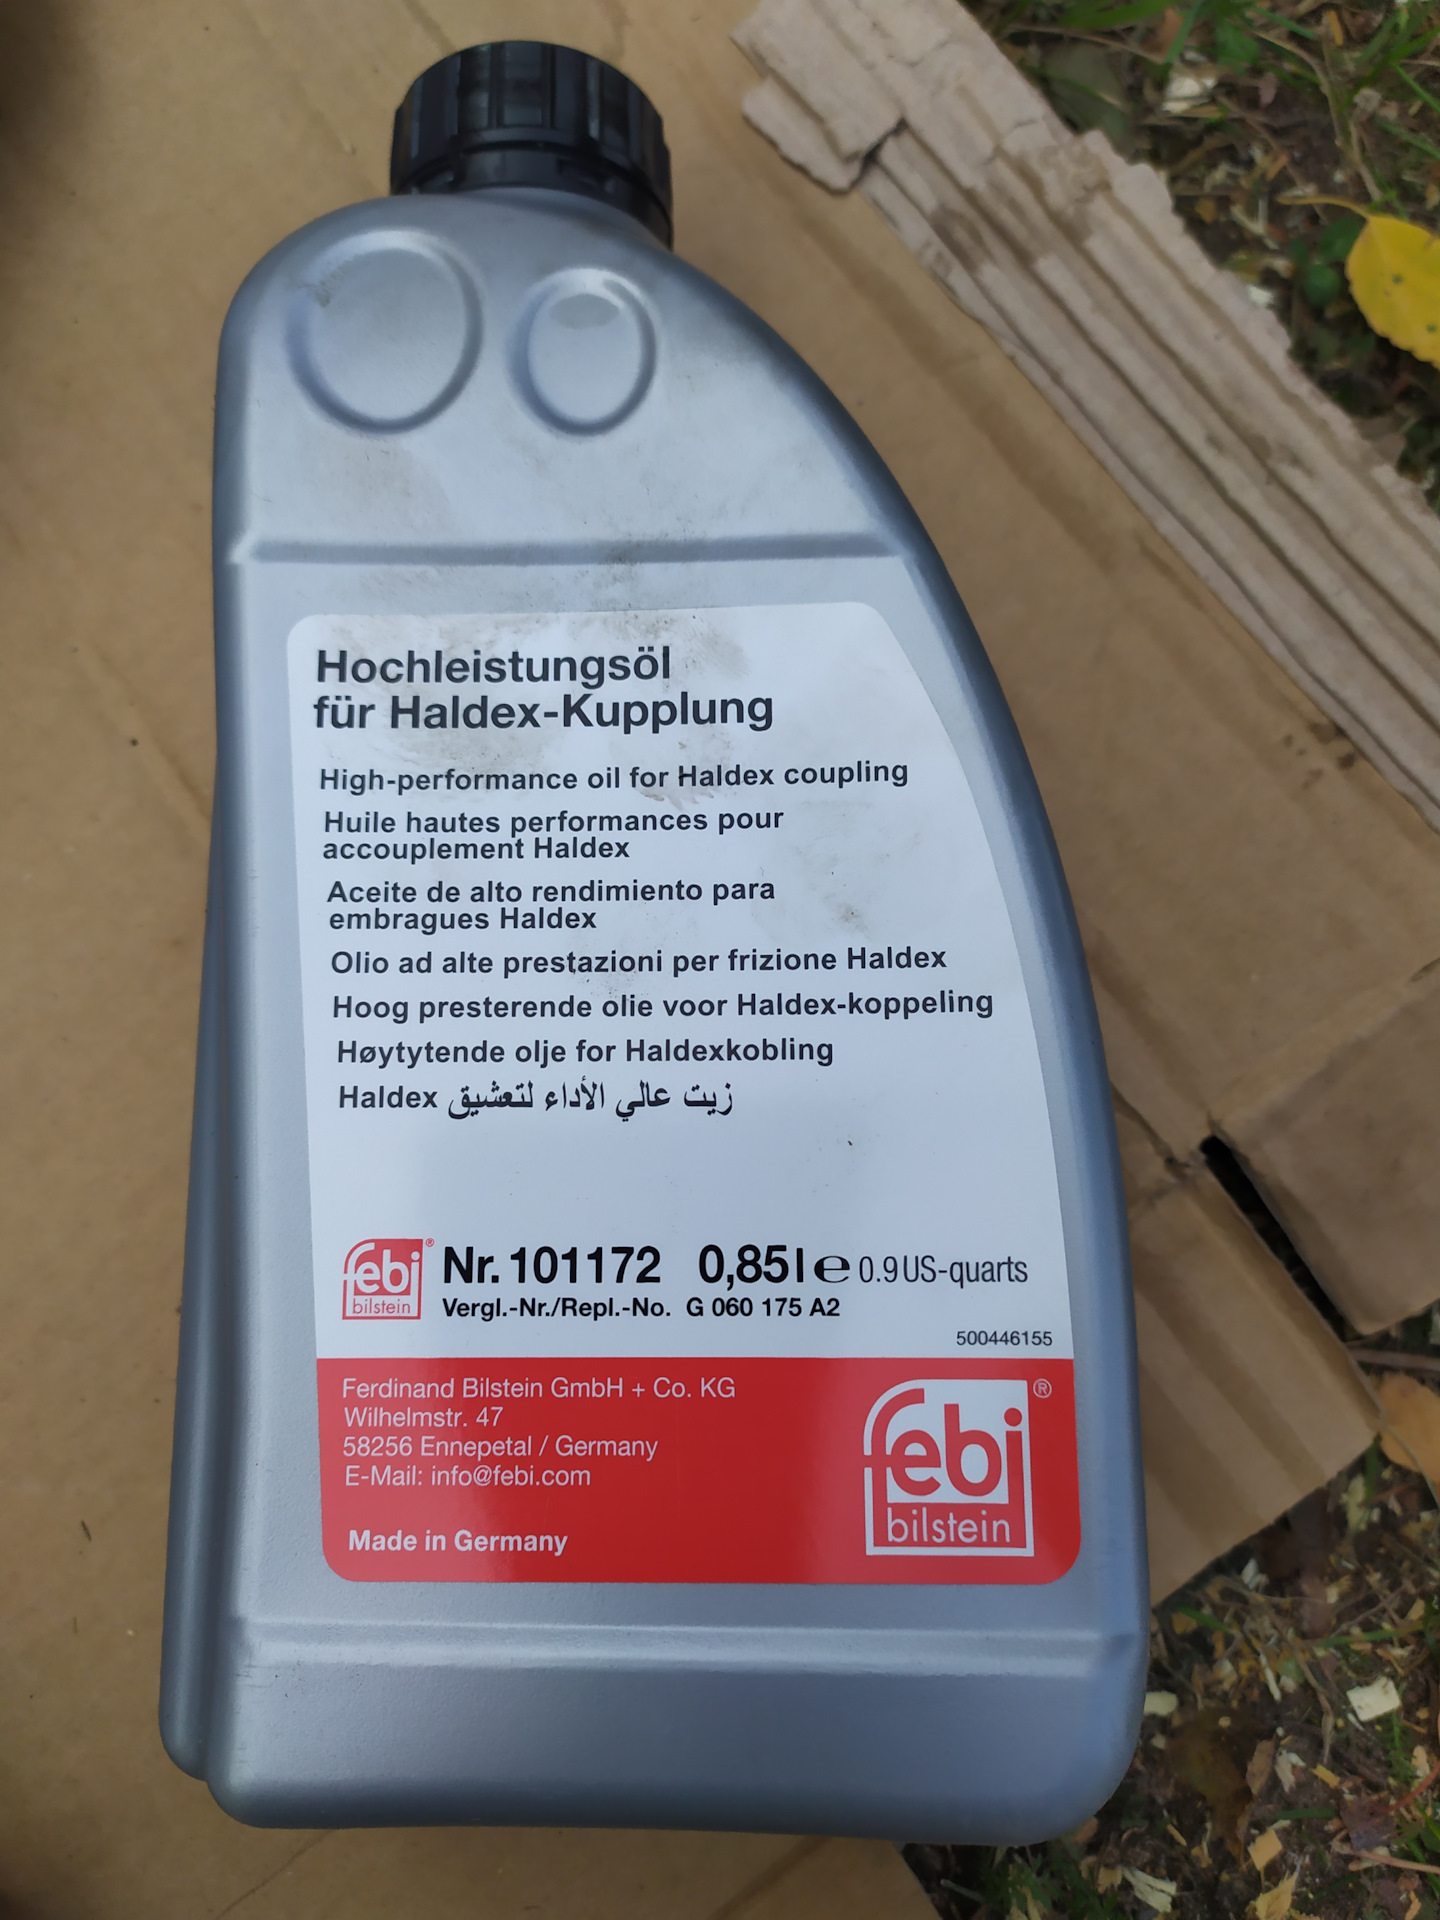 Hochleistungsöl
für Haldex-Kupplung
High-performance oil for Haldex coupling
Huile hautes performances pour
accouplement Haldex
Aceite de alto rendimiento para
embragues Haldex
Olio ad alte prestazioni per frizione Haldex
Hoog presterende olie voor Haldex-koppeling
Høytytende olje for Haldexkobling
زيت عالي الأداء لتعشيق Haldex
febi® Nr. 101172 0,85l e 0.9 US-quarts
bilstein Vergl.-Nr./Repl.-No. G 060 175 A2
500446155
Ferdinand Bilstein GmbH + Co. KG
Wilhelmstr. 47
58256 Ennepetal / Germany
E-Mail: info@febi.com
Made in Germany
febi®
bilstein